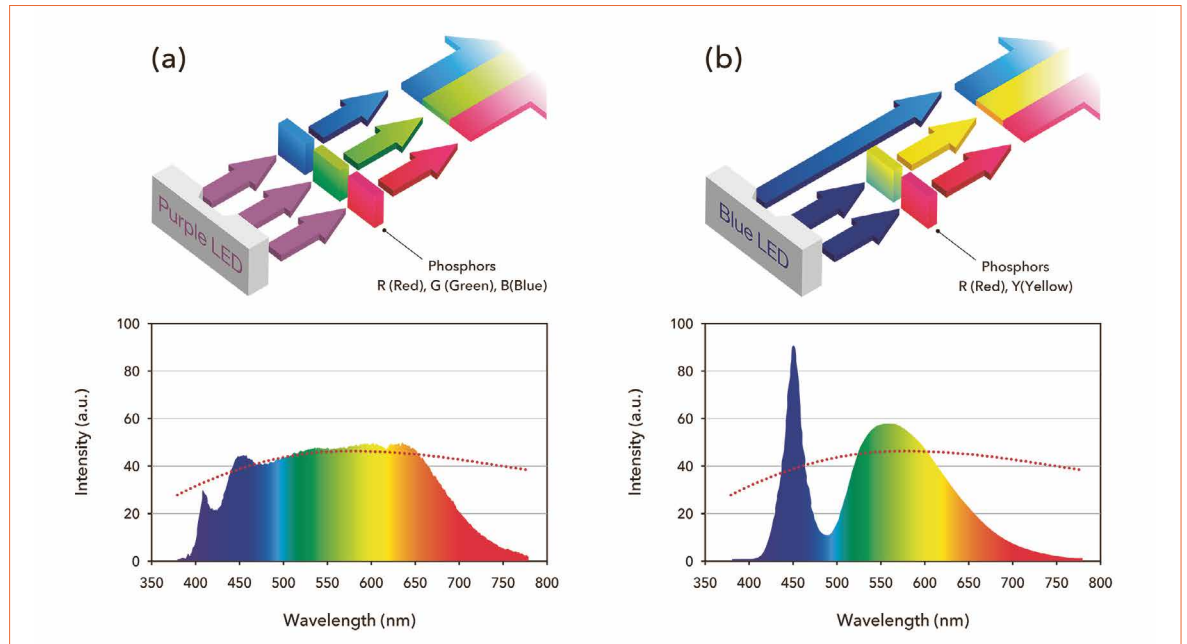 (a)
Purple LED
Phosphors
R (Red), G (Green), B(Blue)
(b)
Blue LED
Phosphors
R (Red), Y(Yellow)
100
80
60
40
20
0
Intensity (a.u.)
350 400 450 500 550 600 650 700 750 800
Wavelength (nm)
100
80
60
40
20
0
Intensity (a.u.)
350 400 450 500 550 600 650 700 750 800
Wavelength (nm)